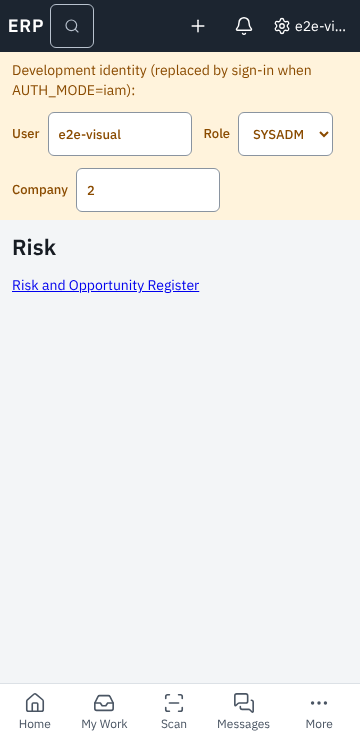 ERP
e2e-vi...
Development identity (replaced by sign-in when
AUTH_MODE=iam):
User e2e-visual Role SYSADM
Company 2
Risk
Risk and Opportunity Register
Home My Work Scan Messages More